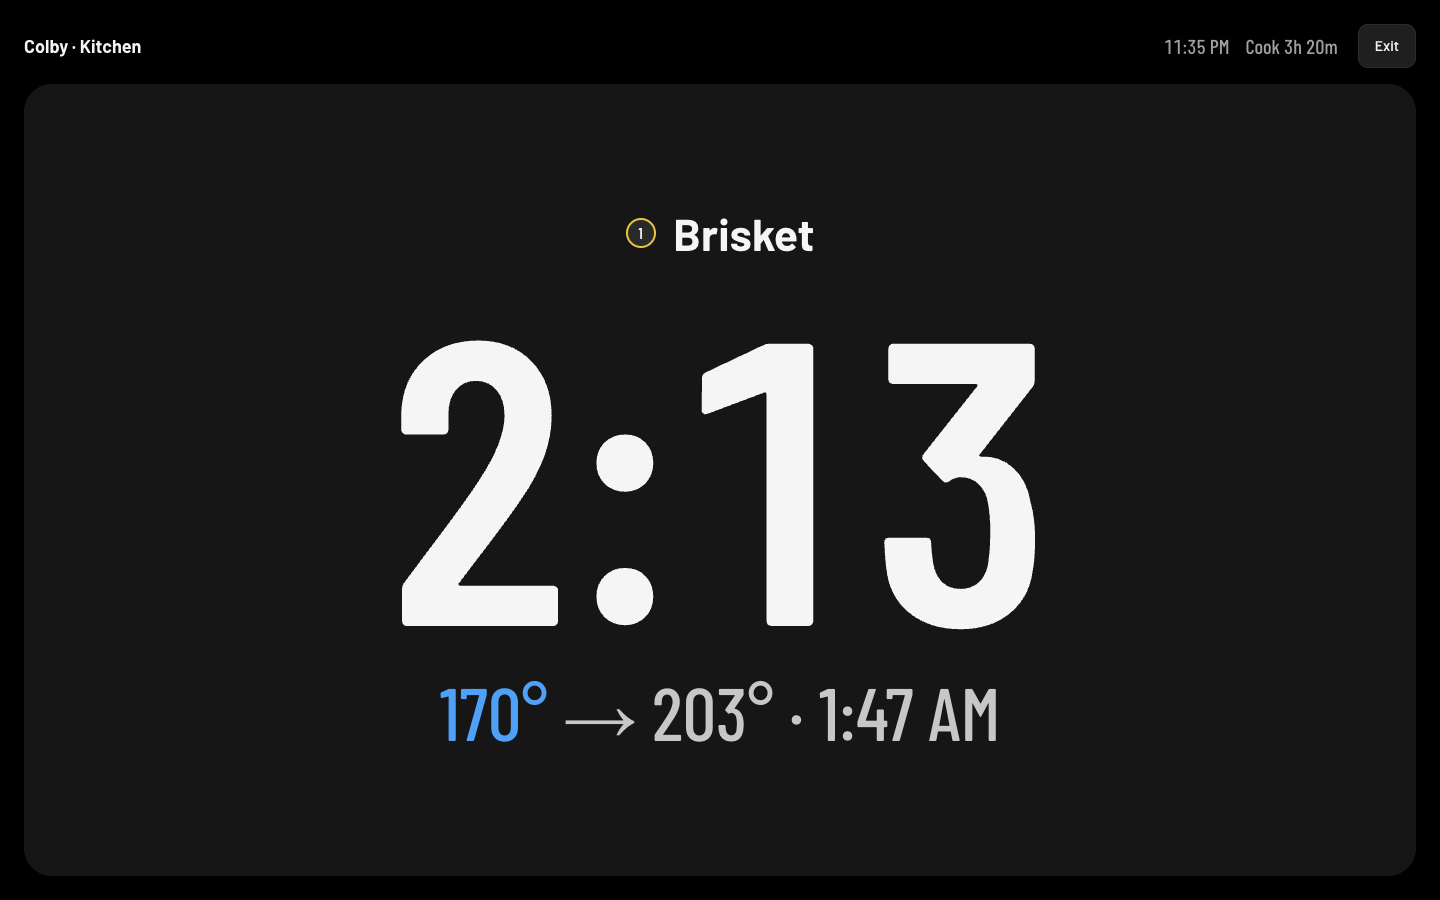 Colby · Kitchen
11:35 PM Cook 3h 20m Exit
1 Brisket
2:13
170° → 203° · 1:47 AM